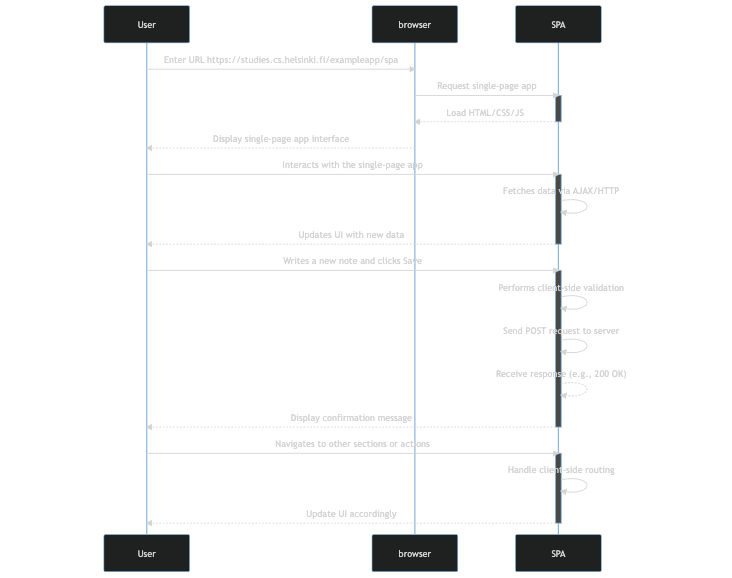 User browser SPA
Enter URL https://studies.cs.helsinki.fi/exampleapp/spa
Request single-page app
Load HTML/CSS/JS
Display single-page app interface
Interacts with the single-page app
Fetches data via AJAX/HTTP
Updates UI with new data
Writes a new note and clicks Save
Performs client-side validation
Send POST request to server
Receive response (e.g., 200 OK)
Display confirmation message
Navigates to other sections or actions
Handle client-side routing
Update UI accordingly
User browser SPA